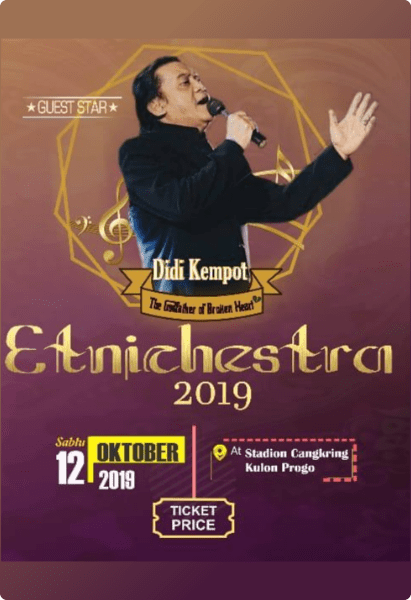 ★ GUEST STAR ★
Didi Kempot
The Godfather of Broken Heart
Etnichestra
2019
Sabtu
12 OKTOBER
2019
At Stadion Cangkring
Kulon Progo
TICKET
PRICE